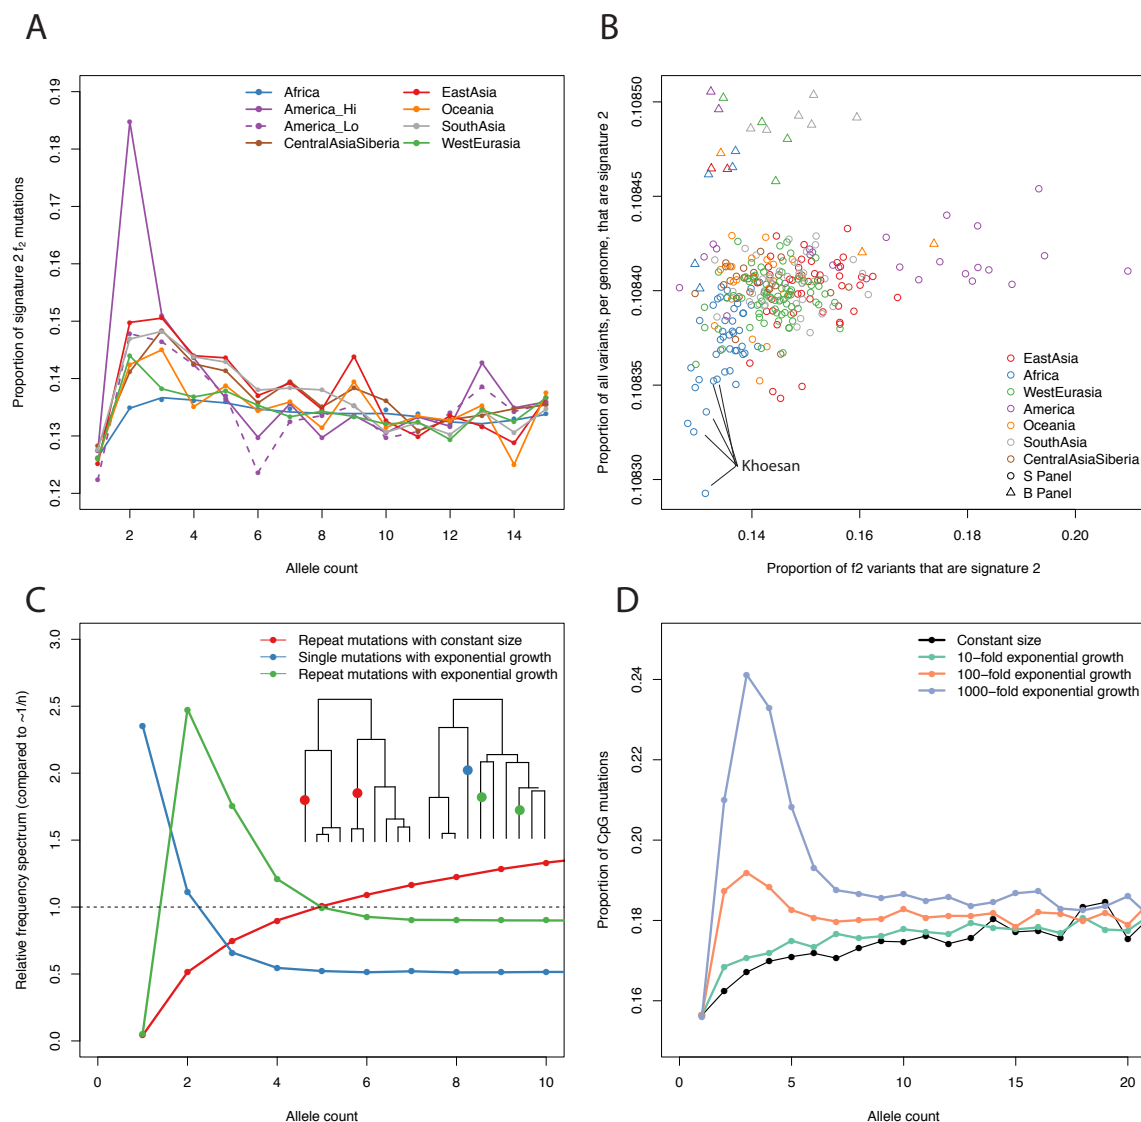 A
Proportion of signature 2 f2 mutations
0.19
0.18
0.17
0.16
0.15
0.14
0.13
0.12
Africa
America_Hi
America_Lo
CentralAsiaSiberia
EastAsia
Oceania
SouthAsia
WestEurasia
2 4 6 8 10 12 14
Allele count
B
Proportion of all variants, per genome, that are signature 2
0.10850
0.10845
0.10840
0.10835
0.10830
Khoesan
EastAsia
Africa
WestEurasia
America
Oceania
SouthAsia
CentralAsiaSiberia
S Panel
B Panel
0.14 0.16 0.18 0.20
Proportion of f2 variants that are signature 2
C
Relative frequency spectrum (compared to ~1/n)
3.0
2.5
2.0
1.5
1.0
0.5
0.0
Repeat mutations with constant size
Single mutations with exponential growth
Repeat mutations with exponential growth
0 2 4 6 8 10
Allele count
D
Proportion of CpG mutations
0.24
0.22
0.20
0.18
0.16
Constant size
10−fold exponential growth
100−fold exponential growth
1000−fold exponential growth
0 5 10 15 20
Allele count